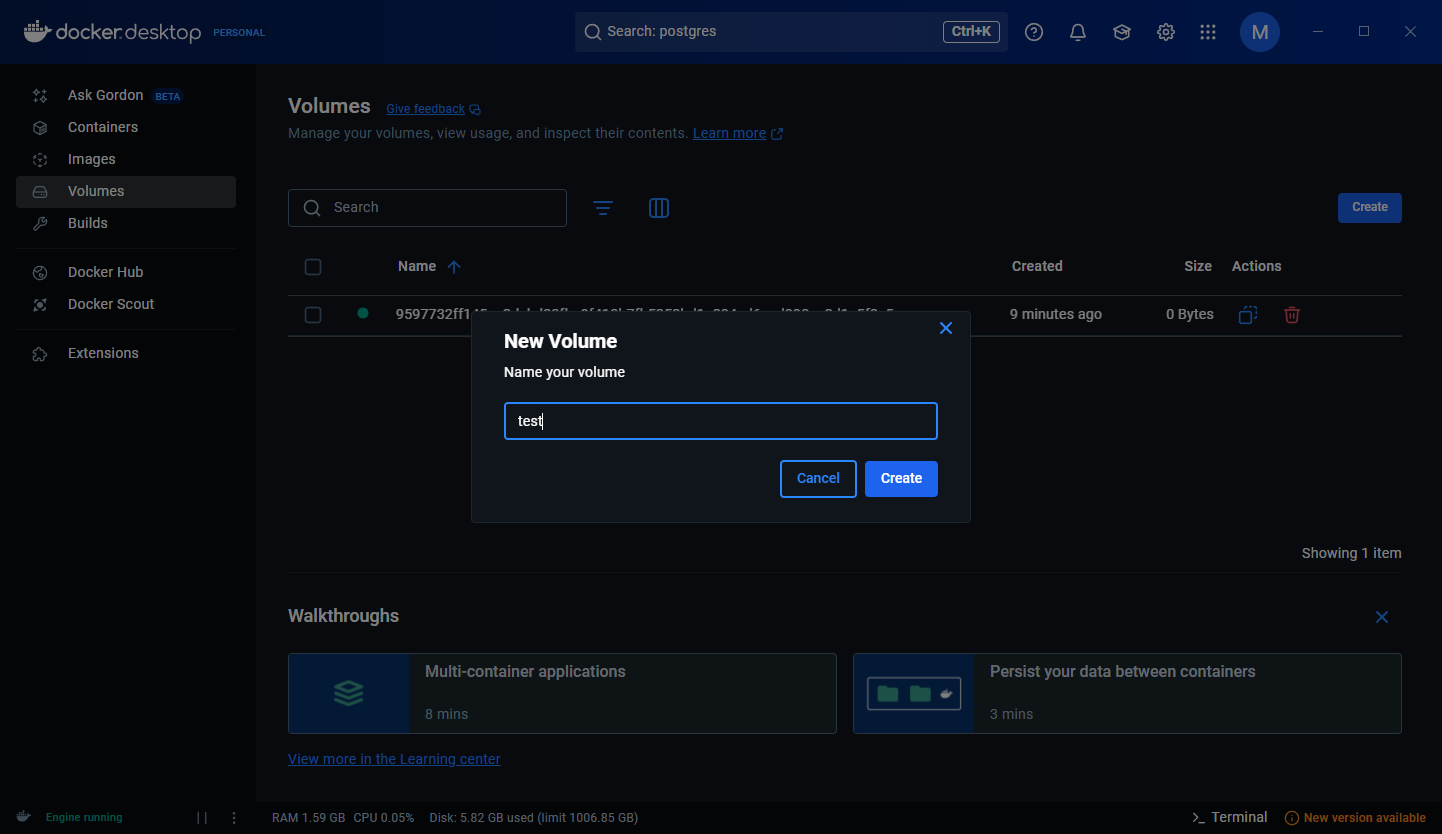 docker.desktop PERSONAL
Search: postgres
Ctrl+K
M
Ask Gordon BETA
Containers
Images
Volumes
Builds
Docker Hub
Docker Scout
Extensions
Volumes
Give feedback
Manage your volumes, view usage, and inspect their contents. Learn more
Search
Create
Name
Created
Size
Actions
9 minutes ago
0 Bytes
New Volume
Name your volume
test
Cancel
Create
Showing 1 item
Walkthroughs
Multi-container applications
8 mins
Persist your data between containers
3 mins
View more in the Learning center
Engine running
RAM 1.59 GB CPU 0.05% Disk: 5.82 GB used (limit 1006.85 GB)
Terminal
New version available